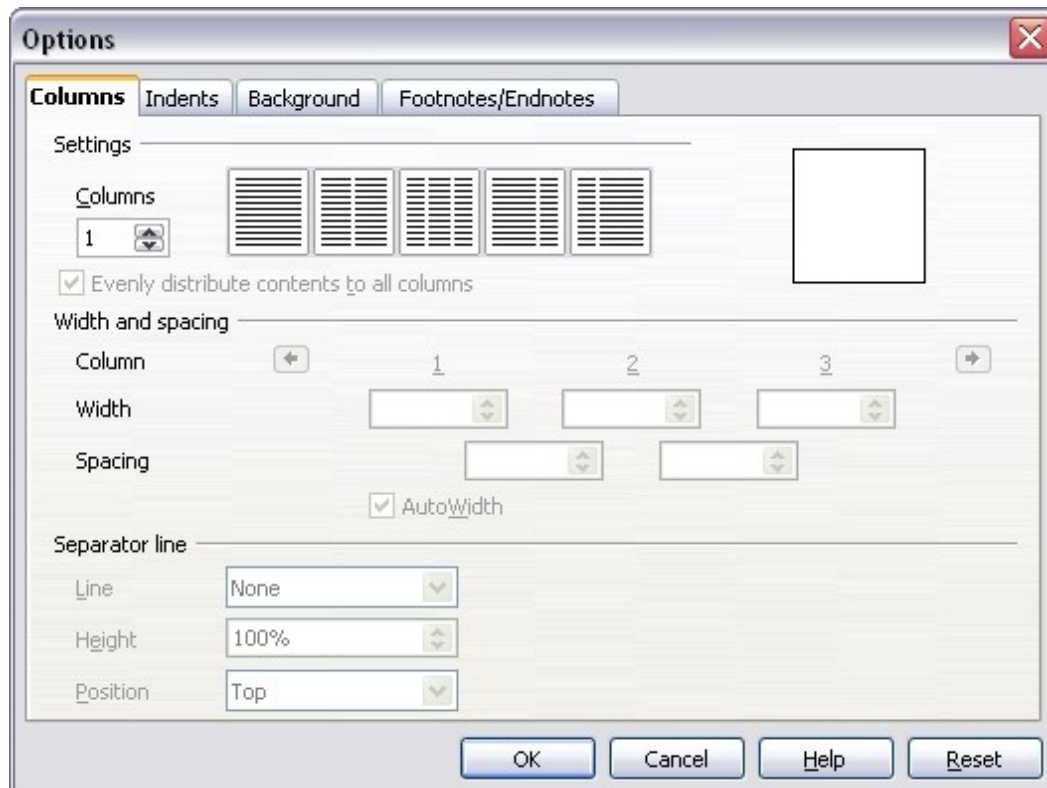 Options
Columns Indents Background Footnotes/Endnotes
Settings
Columns
1
Evenly distribute contents to all columns
Width and spacing
Column 1 2 3
Width
Spacing
AutoWidth
Separator line
Line None
Height 100%
Position Top
OK Cancel Help Reset